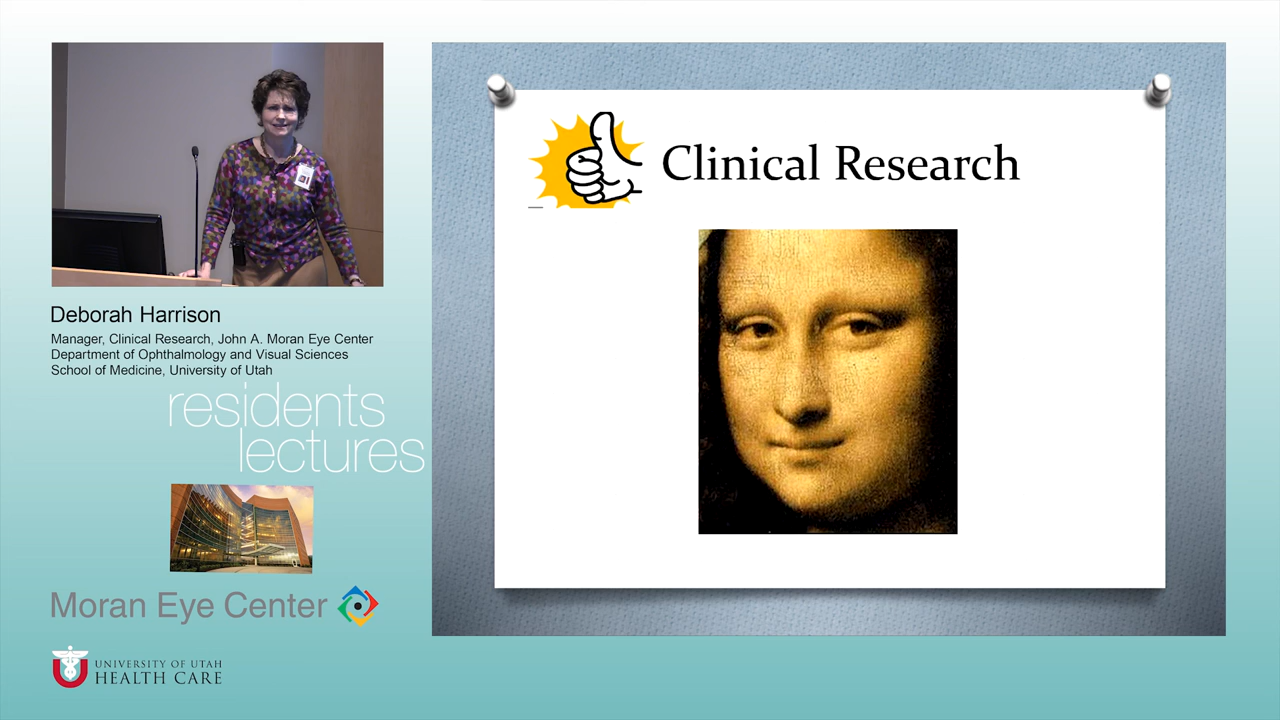 Deborah Harrison
Manager, Clinical Research, John A. Moran Eye Center
Department of Ophthalmology and Visual Sciences
School of Medicine, University of Utah
residents
lectures
Moran Eye Center
UNIVERSITY OF UTAH
HEALTH CARE
Clinical Research